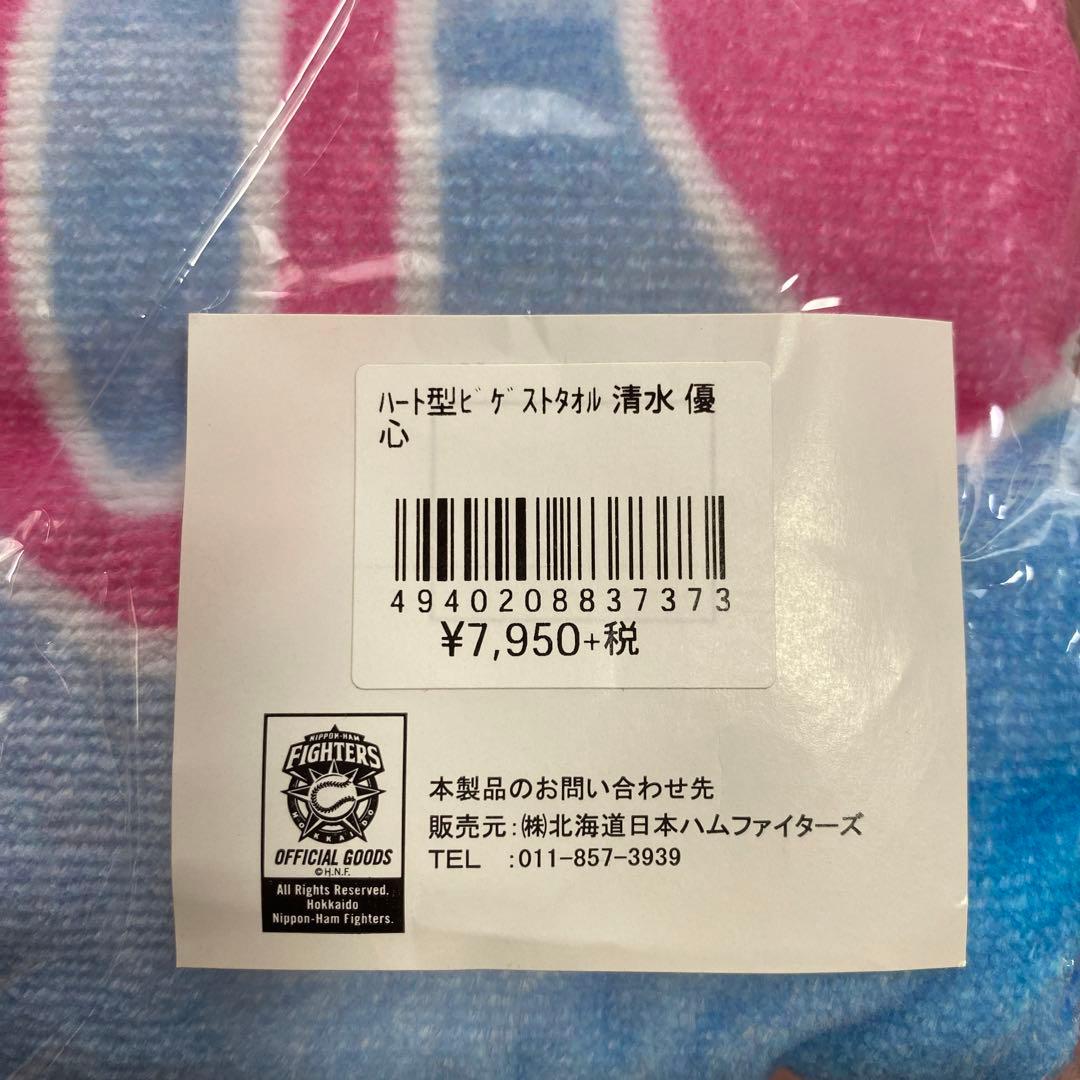 ﾊｰﾄ型ﾋﾞｹﾞｽﾄﾀｵﾙ 清水 優
心
4940208837373
¥7,950+税
NIPPON-HAM
FIGHTERS
HOKKAIDO
OFFICIAL GOODS
©H.N.F.
All Rights Reserved.
Hokkaido
Nippon-Ham Fighters.
本製品のお問い合わせ先
販売元:㈱北海道日本ハムファイターズ
TEL :011-857-3939